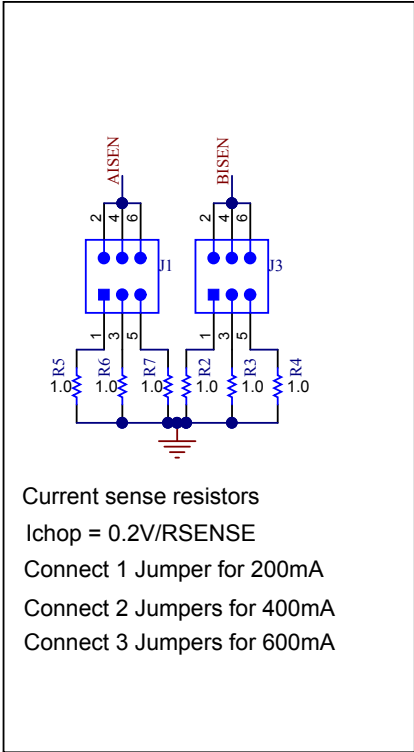 AISEN BISEN
2 4 6 2 4 6
J1 J3
1 3 5 1 3 5
R5 R6 R7 R2 R3 R4
1.0 1.0 1.0 1.0 1.0 1.0
Current sense resistors
Ichop = 0.2V/RSENSE
Connect 1 Jumper for 200mA
Connect 2 Jumpers for 400mA
Connect 3 Jumpers for 600mA